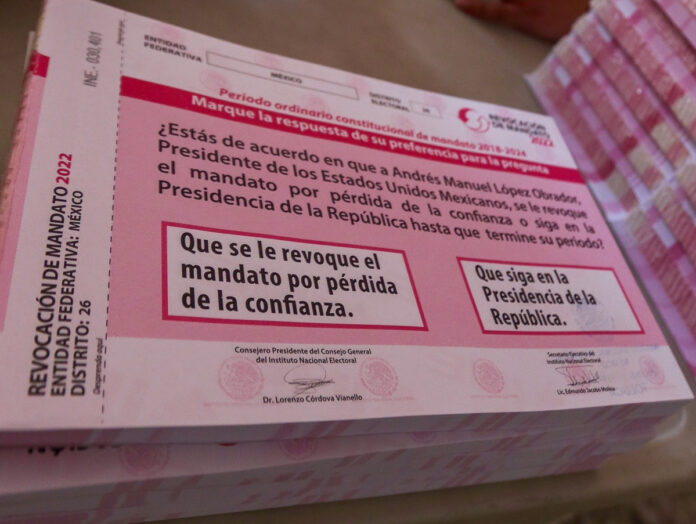 INE.- 030,401
REVOCACIÓN DE MANDATO 2022
ENTIDAD FEDERATIVA: MÉXICO
DISTRITO: 26
Desprenda aquí
ENTIDAD
FEDERATIVA
MÉXICO
DISTRITO
ELECTORAL
26
REVOCACIÓN
DE MANDATO
2022
Periodo ordinario constitucional de mandato 2018-2024
Marque la respuesta de su preferencia para la pregunta
¿Estás de acuerdo en que a Andrés Manuel López Obrador,
Presidente de los Estados Unidos Mexicanos, se le revoque
el mandato por pérdida de la confianza o siga en la
Presidencia de la República hasta que termine su periodo?
Que se le revoque el
mandato por pérdida
de la confianza.
Que siga en la
Presidencia de la
República.
Consejero Presidente del Consejo General
del Instituto Nacional Electoral
Dr. Lorenzo Córdova Vianello
Secretario Ejecutivo del
Instituto Nacional Electoral
Lic. Edmundo Jacobo Molina